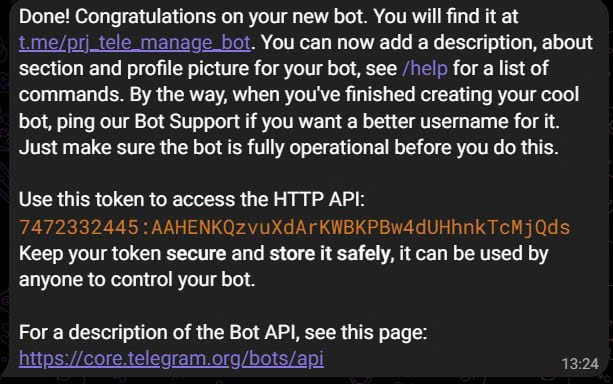 Done! Congratulations on your new bot. You will find it at
t.me/prj_tele_manage_bot. You can now add a description, about
section and profile picture for your bot, see /help for a list of
commands. By the way, when you've finished creating your cool
bot, ping our Bot Support if you want a better username for it.
Just make sure the bot is fully operational before you do this.

Use this token to access the HTTP API:
7472332445:AAHENKQzvuXdArKWBKPBw4dUHhnkTcMjQds
Keep your token secure and store it safely, it can be used by
anyone to control your bot.

For a description of the Bot API, see this page:
https://core.telegram.org/bots/api
13:24